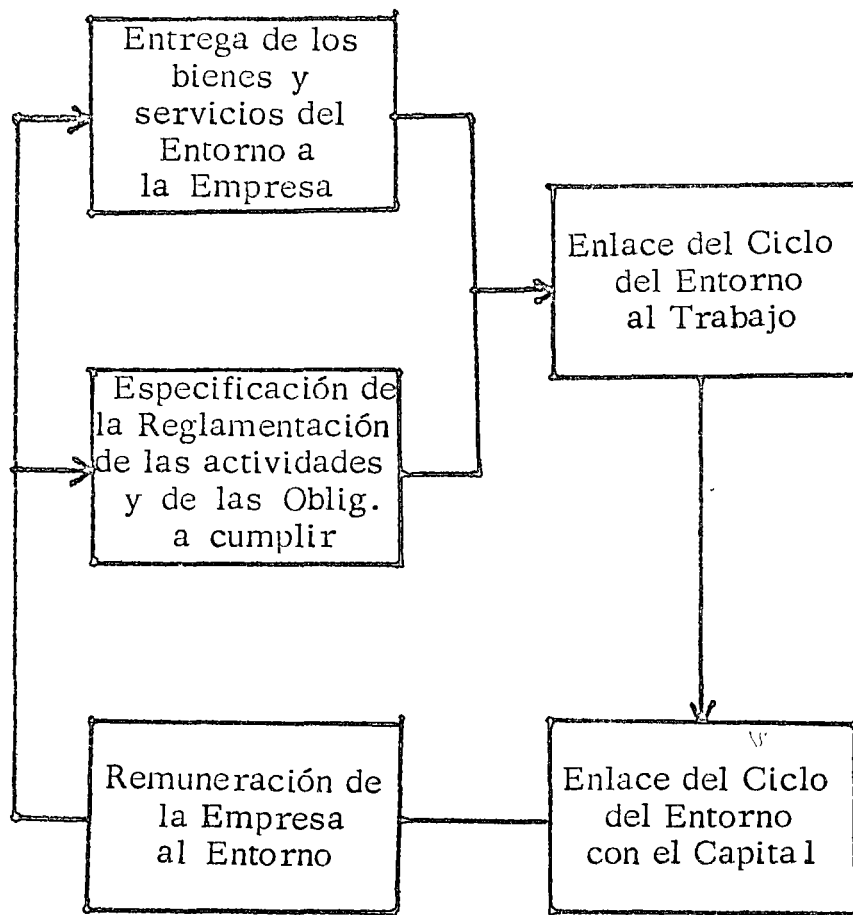 Entrega de los
bienes y
servicios del
Entorno a
la Empresa
Enlace del Ciclo
del Entorno
al Trabajo
Especificación de
la Reglamentación
de las actividades
y de las Oblig.
a cumplir
Remuneración de
la Empresa
al Entorno
Enlace del Ciclo
del Entorno
con el Capital